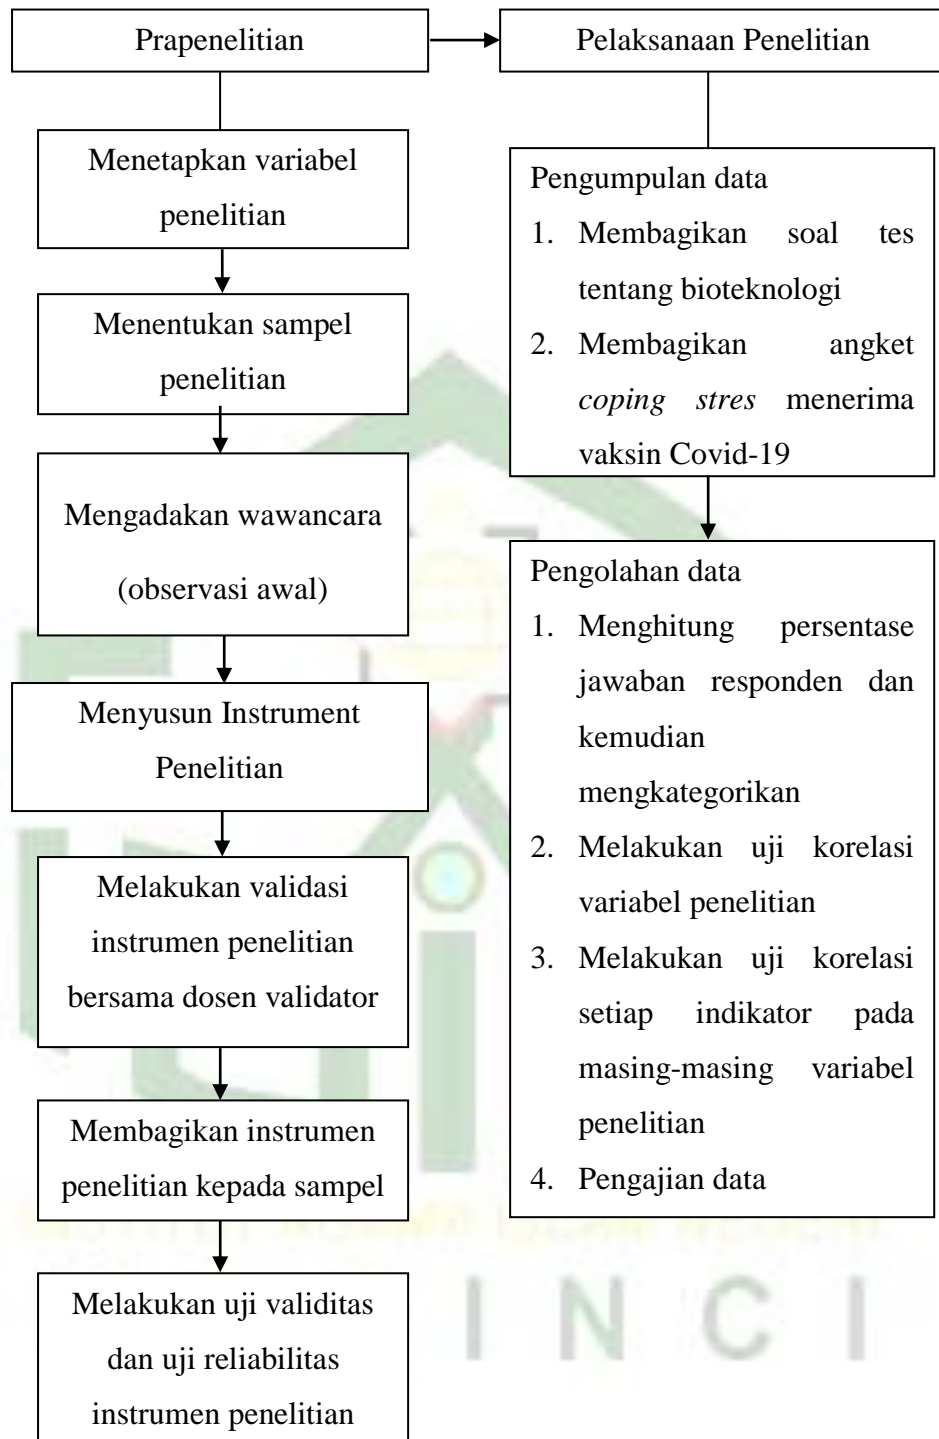 Prapenelitian
Menetapkan variabel
penelitian
Menentukan sampel
penelitian
Mengadakan wawancara
(observasi awal)
Menyusun Instrument
Penelitian
Melakukan validasi
instrumen penelitian
bersama dosen validator
Membagikan instrumen
penelitian kepada sampel
Melakukan uji validitas
dan uji reliabilitas
instrumen penelitian
Pelaksanaan Penelitian
Pengumpulan data
1. Membagikan soal tes
tentang bioteknologi
2. Membagikan angket
coping stres menerima
vaksin Covid-19
Pengolahan data
1. Menghitung persentase
jawaban responden dan
kemudian
mengkategorikan
2. Melakukan uji korelasi
variabel penelitian
3. Melakukan uji korelasi
setiap indikator pada
masing-masing variabel
penelitian
4. Pengajian data
I N C I